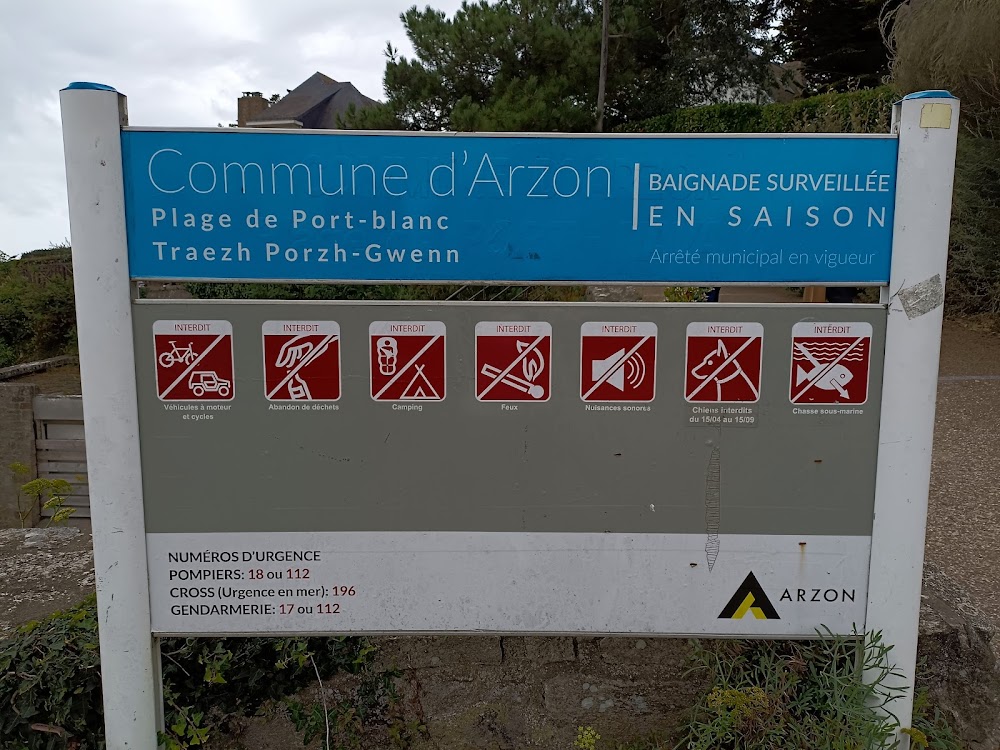 Commune d'Arzon
Plage de Port-blanc
Traezh Porzh-Gwenn
BAIGNADE SURVEILLÉE
EN SAISON
Arrêté municipal en vigueur
INTERDIT
Véhicules à moteur
et cycles
INTERDIT
Abandon de déchets
INTERDIT
Camping
INTERDIT
Feux
INTERDIT
Nuisances sonores
INTERDIT
Chiens interdits
du 15/04 au 15/09
INTERDIT
Chasse sous-marine
NUMÉROS D'URGENCE
POMPIERS: 18 ou 112
CROSS (Urgence en mer): 196
GENDARMERIE: 17 ou 112
ARZON